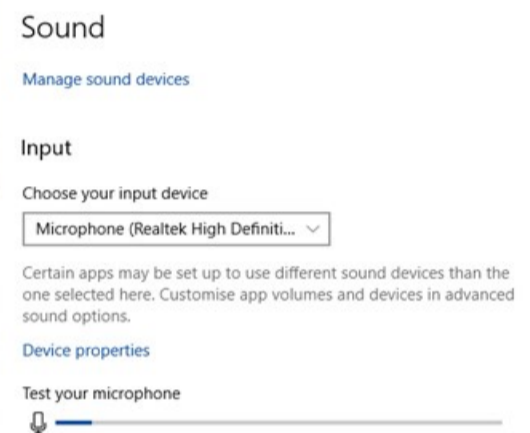 Sound
Manage sound devices
Input
Choose your input device
Microphone (Realtek High Definiti...
Certain apps may be set up to use different sound devices than the
one selected here. Customise app volumes and devices in advanced
sound options.
Device properties
Test your microphone